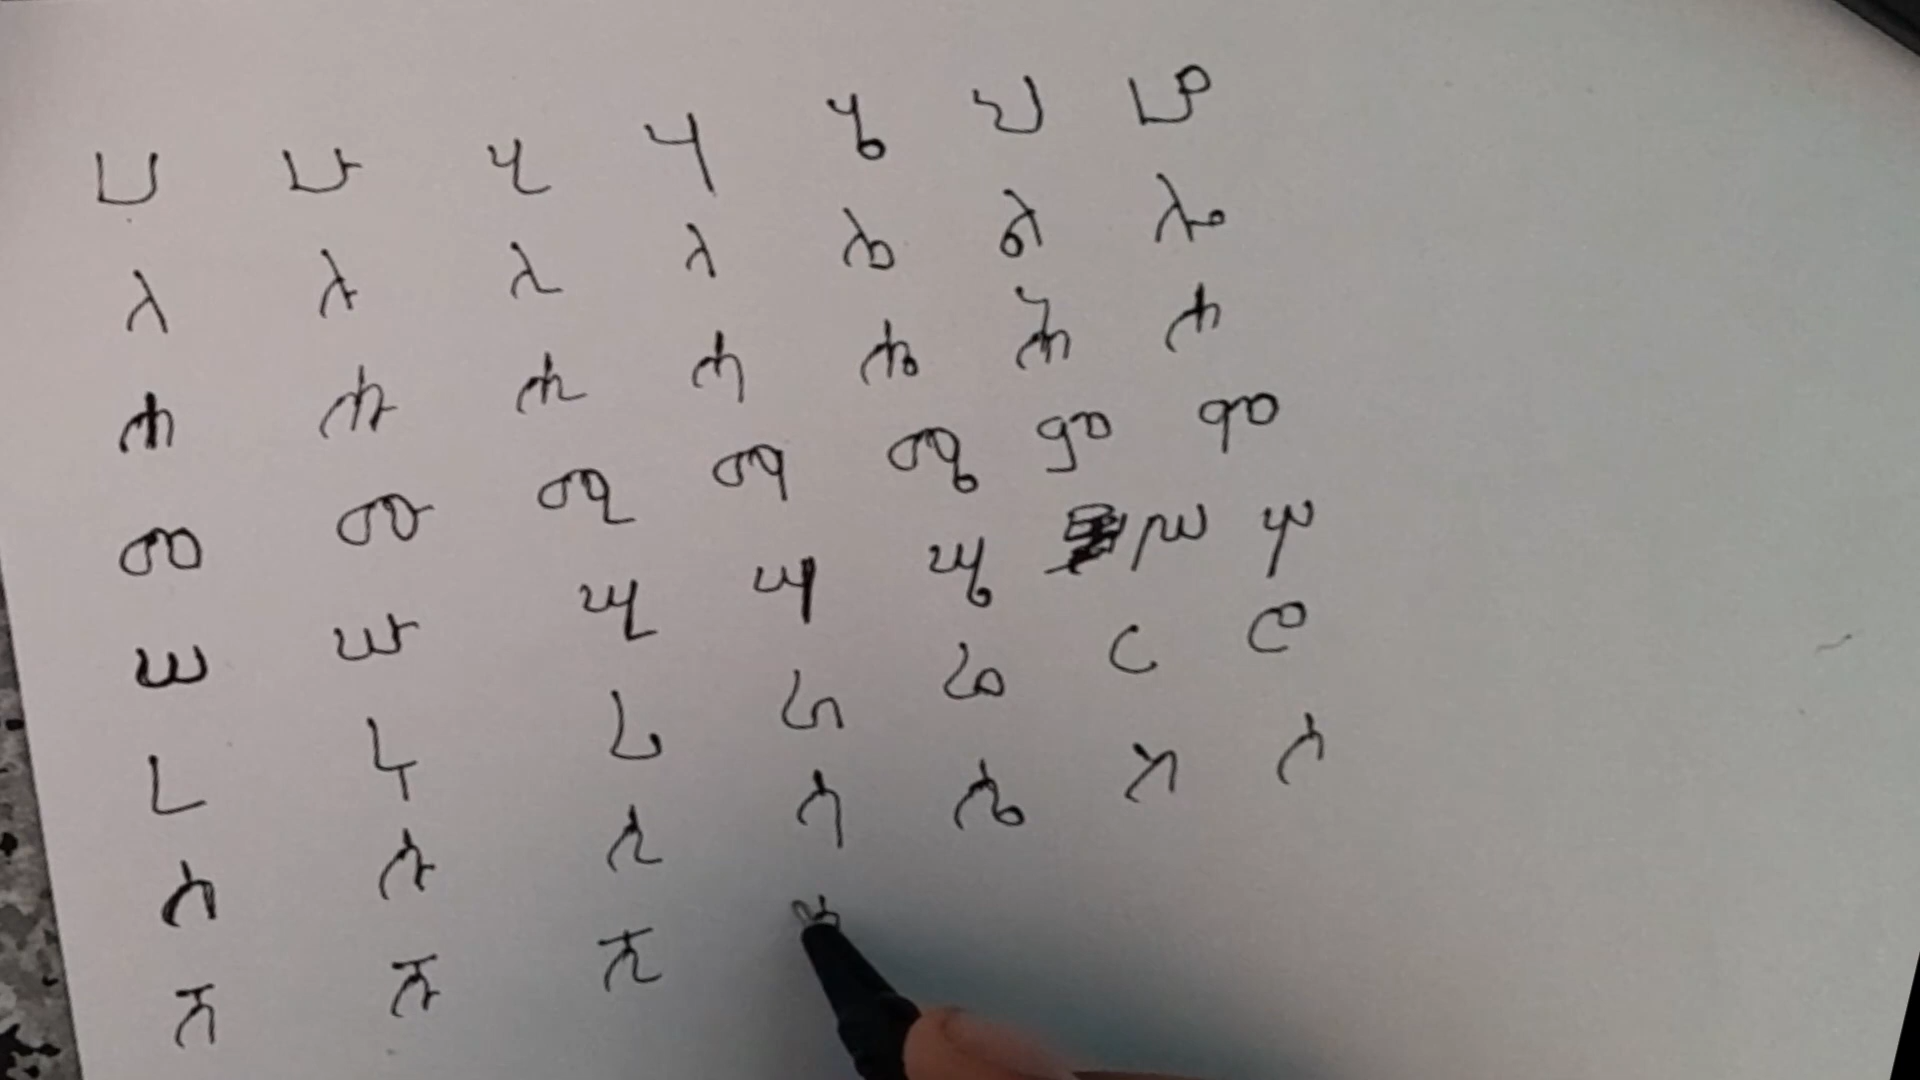 ሀ ሁ ሂ ሃ ሄ ህ ሆ
ለ ሉ ሊ ላ ሌ ል ሎ
ሐ ሑ ሒ ሓ ሔ ሕ ሖ
መ ሙ ሚ ማ ሜ ም ሞ
ሠ ሡ ሢ ሣ ሤ ሥ ሦ
ረ ሩ ሪ ራ ሬ ር ሮ
ሰ ሱ ሲ ሳ ሴ ስ ሶ
ሸ ሹ ሺ